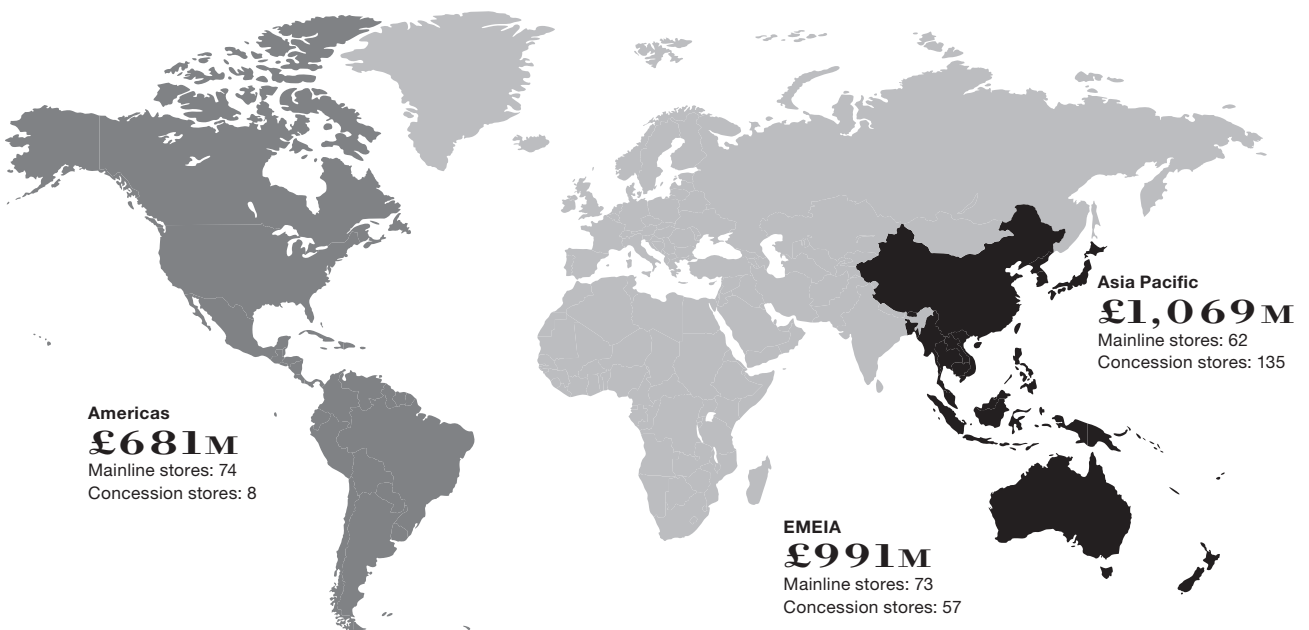 Asia Pacific
£1,069M
Mainline stores: 62
Concession stores: 135
Americas
£681M
Mainline stores: 74
Concession stores: 8
EMEIA
£991M
Mainline stores: 73
Concession stores: 57